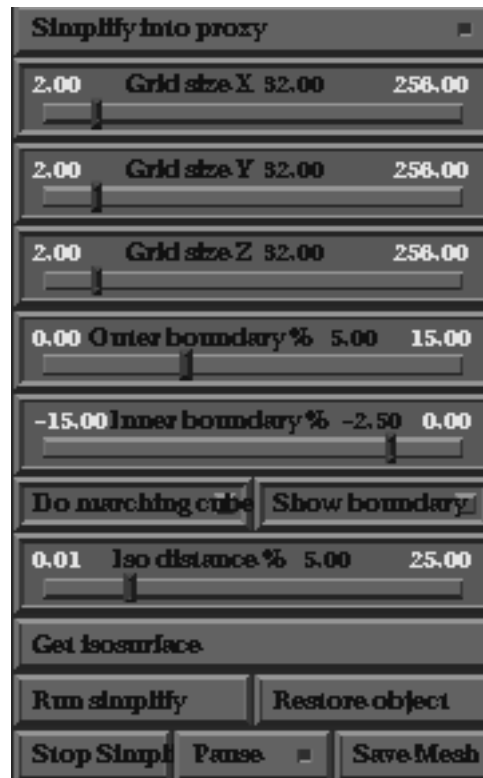 Simplify into proxy
2.00 Grid size X 32.00 256.00
2.00 Grid size Y 32.00 256.00
2.00 Grid size Z 32.00 256.00
0.00 Outer boundary % 5.00 15.00
-15.00 Inner boundary % -2.50 0.00
Do marching cube Show boundary
0.01 Iso distance % 5.00 25.00
Get isosurface
Run simplify Restore object
Stop Simpl Pause Save Mesh